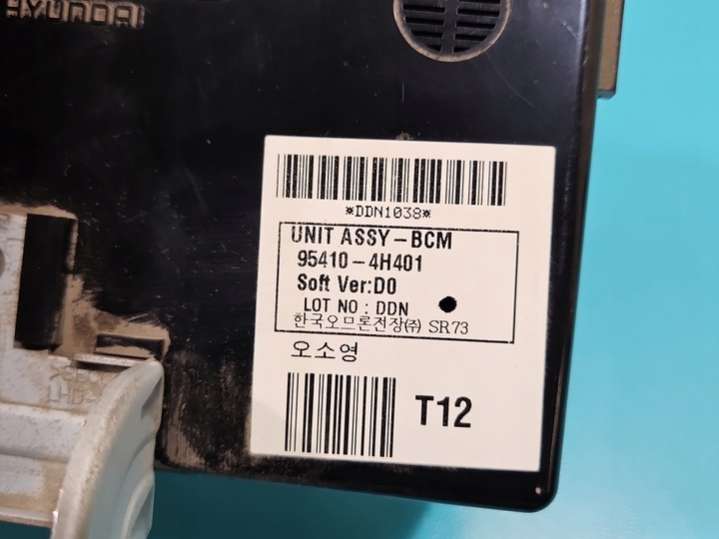 HYUNDAI
*DDN1038*
UNIT ASSY-BCM
95410-4H401
Soft Ver:D0
LOT NO : DDN
한국오므론전장㈜ SR73
오소영
T12